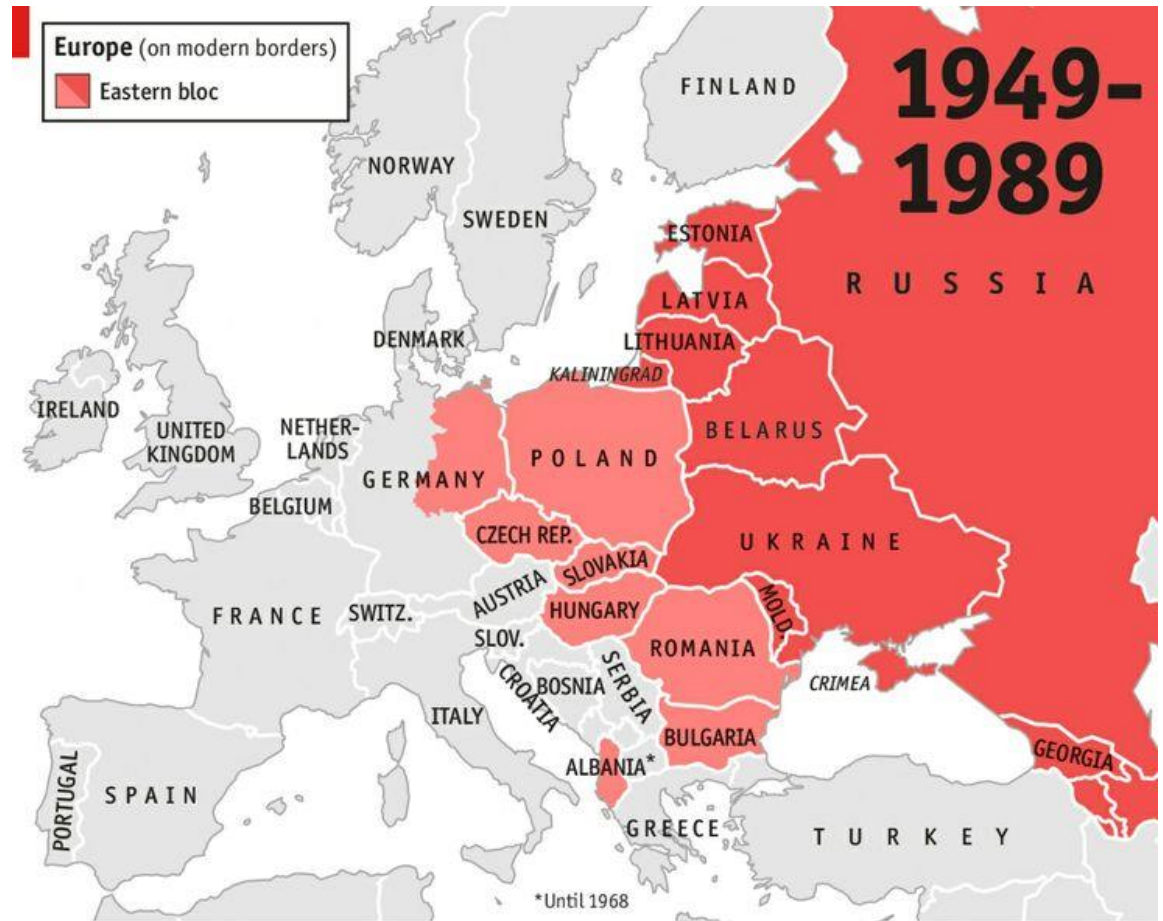 Europe (on modern borders)
Eastern bloc
1949-
1989
FINLAND
NORWAY
SWEDEN
ESTONIA
RUSSIA
LATVIA
DENMARK
LITHUANIA
KALININGRAD
IRELAND
UNITED
KINGDOM
NETHER-
LANDS
BELARUS
POLAND
GERMANY
BELGIUM
CZECH REP.
UKRAINE
SLOVAKIA
AUSTRIA
FRANCE
SWITZ.
HUNGARY
MOLD.
SLOV.
ROMANIA
CROATIA
BOSNIA
SERBIA
CRIMEA
ITALY
BULGARIA
GEORGIA
ALBANIA*
PORTUGAL
SPAIN
GREECE
TURKEY
*Until 1968